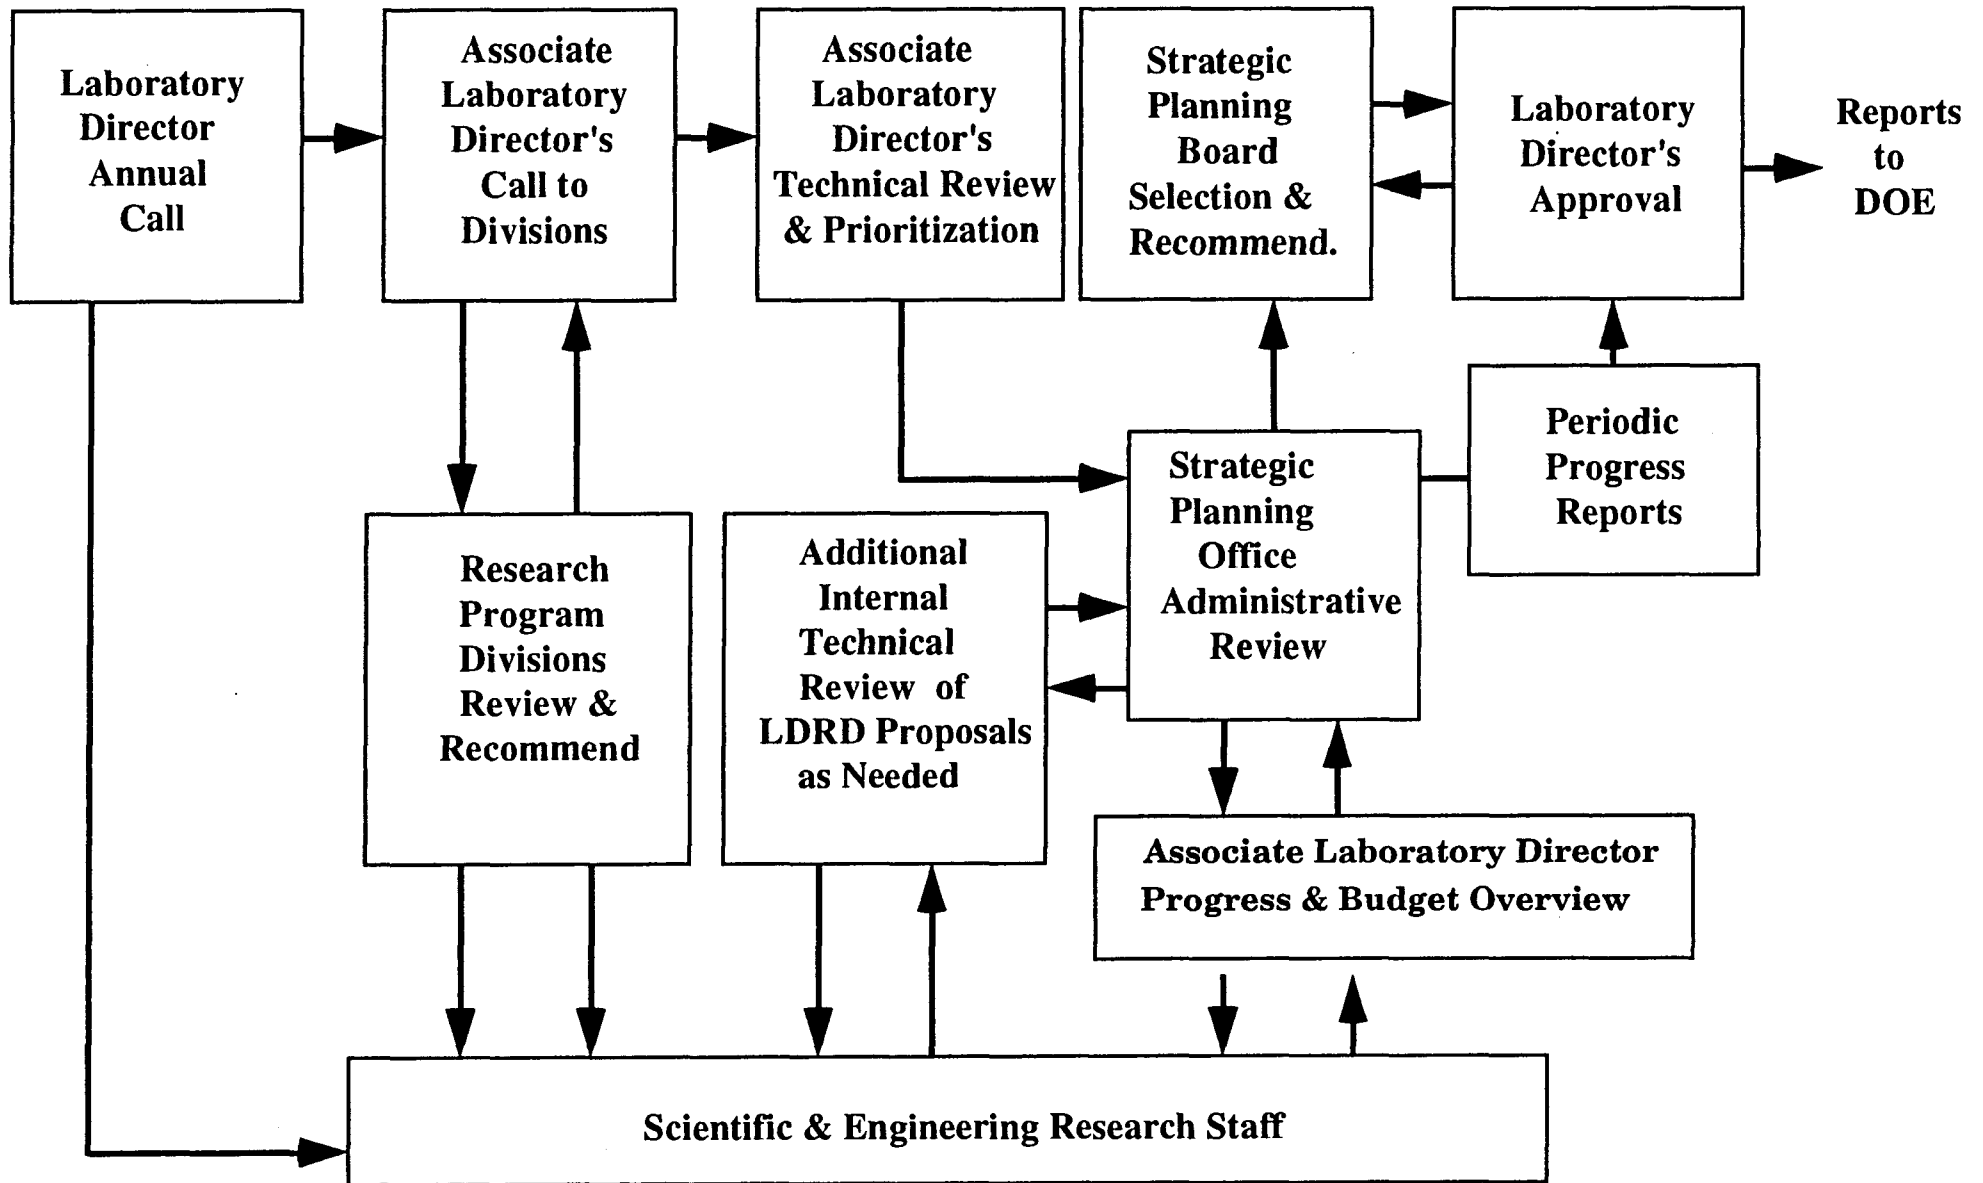 Laboratory
Director
Annual
Call
Associate
Laboratory
Director's
Call to
Divisions
Associate
Laboratory
Director's
Technical Review
& Prioritization
Strategic
Planning
Board
Selection &
Recommend.
Laboratory
Director's
Approval
Reports
to
DOE
Periodic
Progress
Reports
Strategic
Planning
Office
Administrative
Review
Research
Program
Divisions
Review &
Recommend
Additional
Internal
Technical
Review of
LDRD Proposals
as Needed
Associate Laboratory Director
Progress & Budget Overview
Scientific & Engineering Research Staff